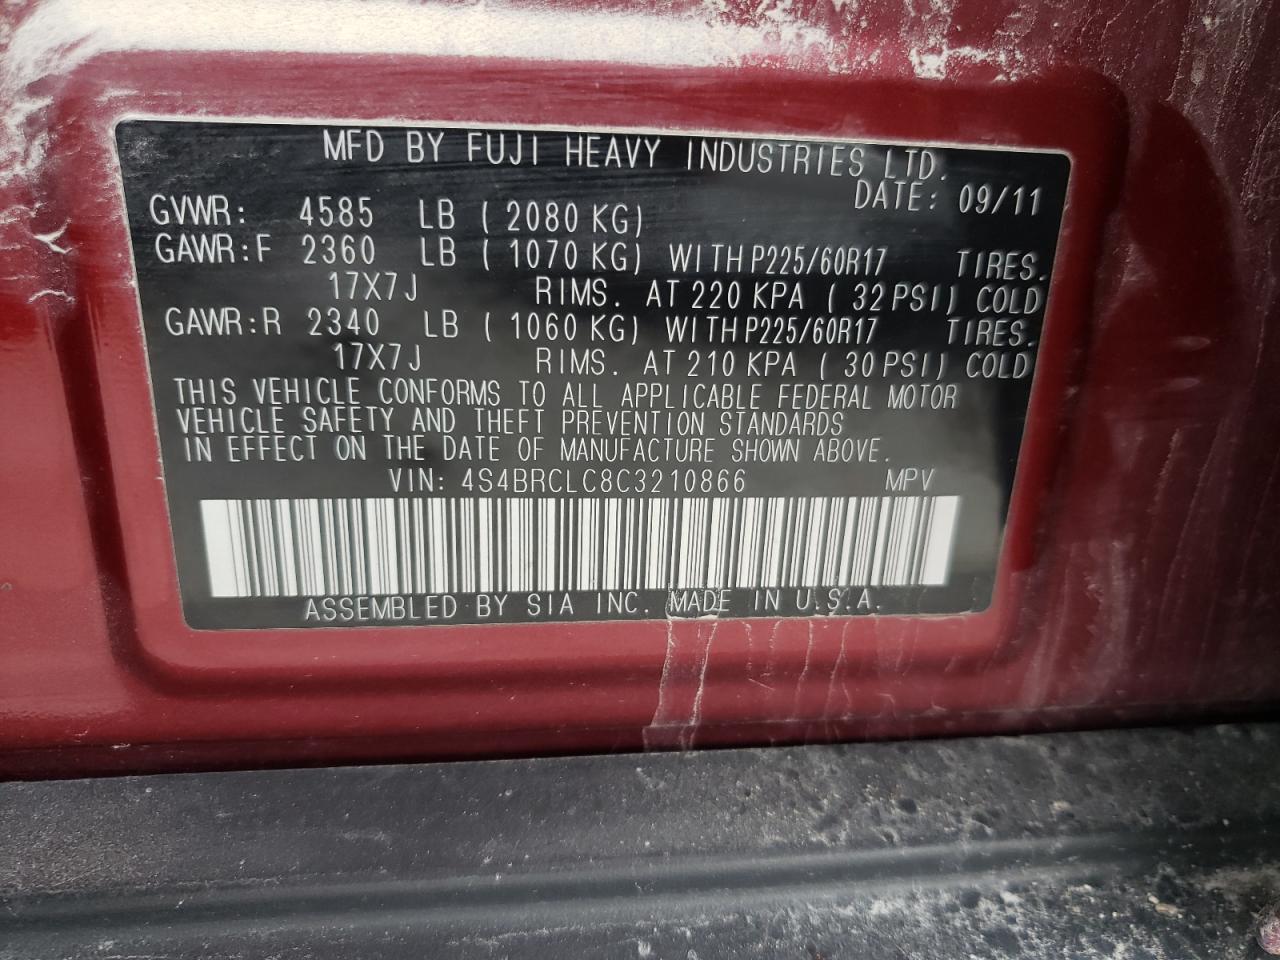 MFD BY FUJI HEAVY INDUSTRIES LTD.
DATE: 09/11
GVWR: 4585 LB ( 2080 KG)
GAWR:F 2360 LB ( 1070 KG) WITH P225/60R17 TIRES.
17X7J RIMS. AT 220 KPA ( 32 PSI) COLD
GAWR:R 2340 LB ( 1060 KG) WITH P225/60R17 TIRES.
17X7J RIMS. AT 210 KPA ( 30 PSI) COLD
THIS VEHICLE CONFORMS TO ALL APPLICABLE FEDERAL MOTOR
VEHICLE SAFETY AND THEFT PREVENTION STANDARDS
IN EFFECT ON THE DATE OF MANUFACTURE SHOWN ABOVE.
VIN: 4S4BRCLC8C3210866 MPV
ASSEMBLED BY SIA INC. MADE IN U.S.A.